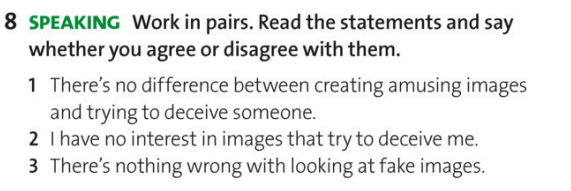 8 SPEAKING Work in pairs. Read the statements and say
whether you agree or disagree with them.
1 There's no difference between creating amusing images
and trying to deceive someone.
2 I have no interest in images that try to deceive me.
3 There's nothing wrong with looking at fake images.